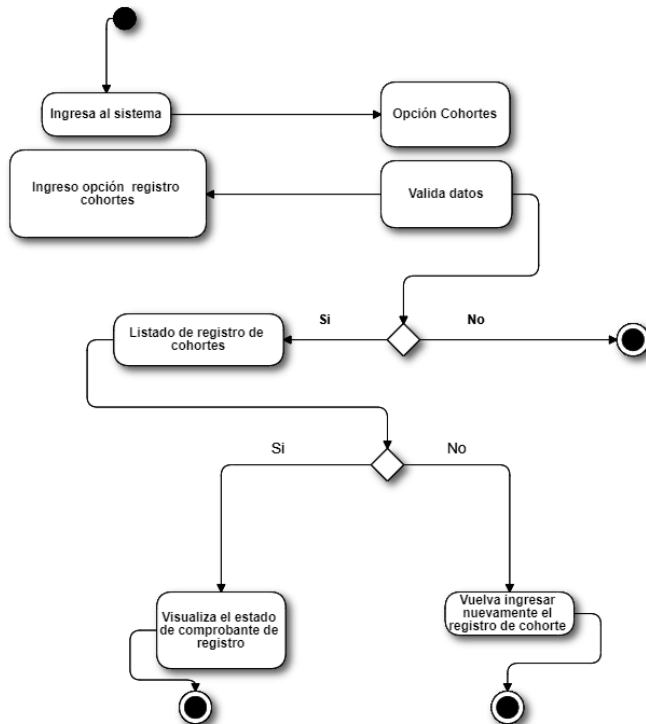 Ingresa al sistema
Opción Cohortes
Ingreso opción registro
cohortes
Valida datos
Listado de registro de
cohortes
Si
No
Si
No
Visualiza el estado
de comprobante de
registro
Vuelva ingresar
nuevamente el
registro de cohorte